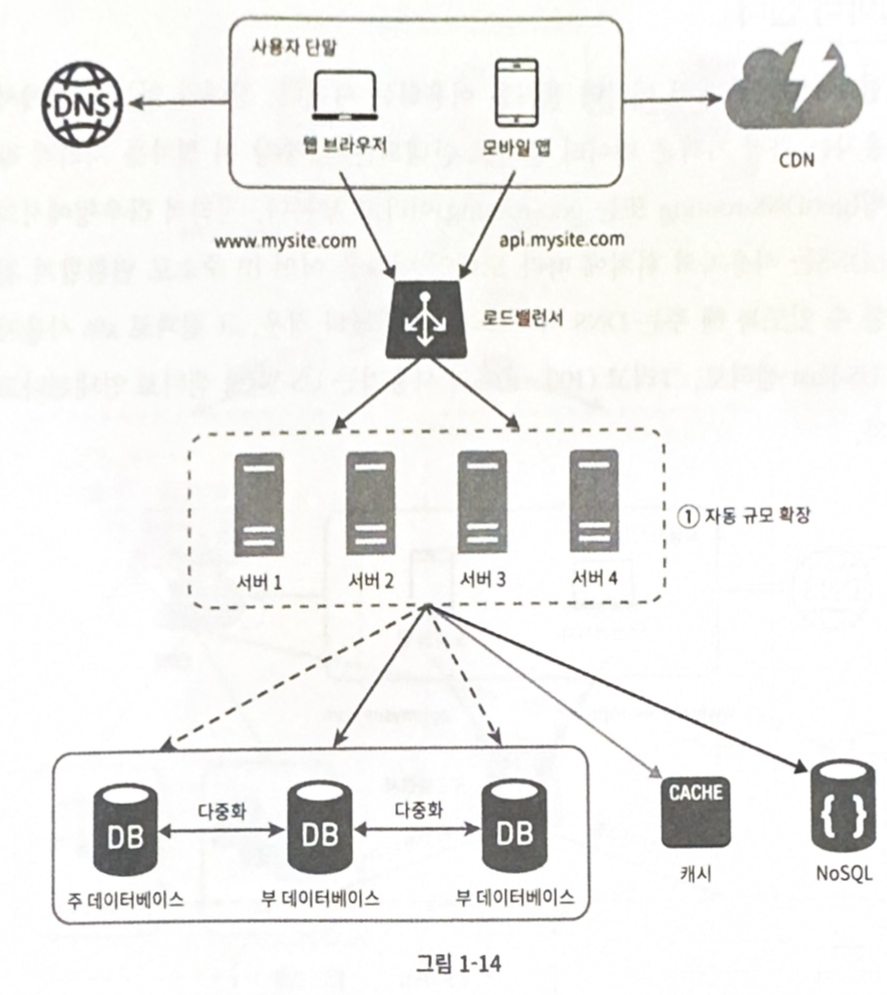 사용자 단말
DNS
웹 브라우저
모바일 앱
CDN
www.mysite.com
api.mysite.com
로드밸런서
서버 1
서버 2
서버 3
서버 4
① 자동 규모 확장
다중화
다중화
DB
DB
DB
CACHE
{ }
주 데이터베이스
부 데이터베이스
부 데이터베이스
캐시
NoSQL
그림 1-14